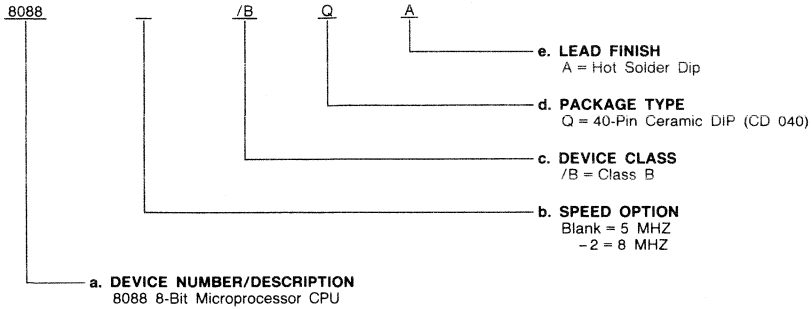 8088 _ /B Q A
e. LEAD FINISH
A = Hot Solder Dip
d. PACKAGE TYPE
Q = 40-Pin Ceramic DIP (CD 040)
c. DEVICE CLASS
/B = Class B
b. SPEED OPTION
Blank = 5 MHZ
-2 = 8 MHZ
a. DEVICE NUMBER/DESCRIPTION
8088 8-Bit Microprocessor CPU